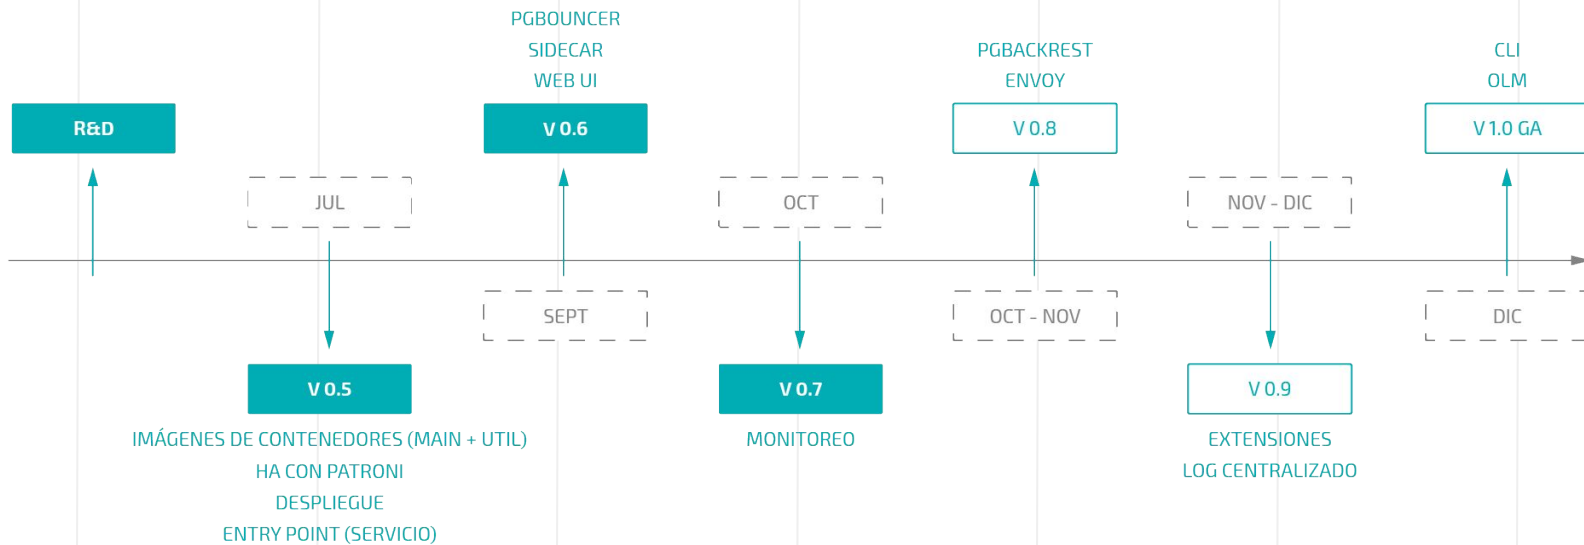 R&D
JUL
V 0.5
IMÁGENES DE CONTENEDORES (MAIN + UTIL)
HA CON PATRONI
DESPLIEGUE
ENTRY POINT (SERVICIO)
PGBOUNCER
SIDECAR
WEB UI
V 0.6
SEPT
OCT
V 0.7
MONITOREO
PGBACKREST
ENVOY
V 0.8
OCT - NOV
NOV - DIC
V 0.9
EXTENSIONES
LOG CENTRALIZADO
CLI
OLM
V 1.0 GA
DIC